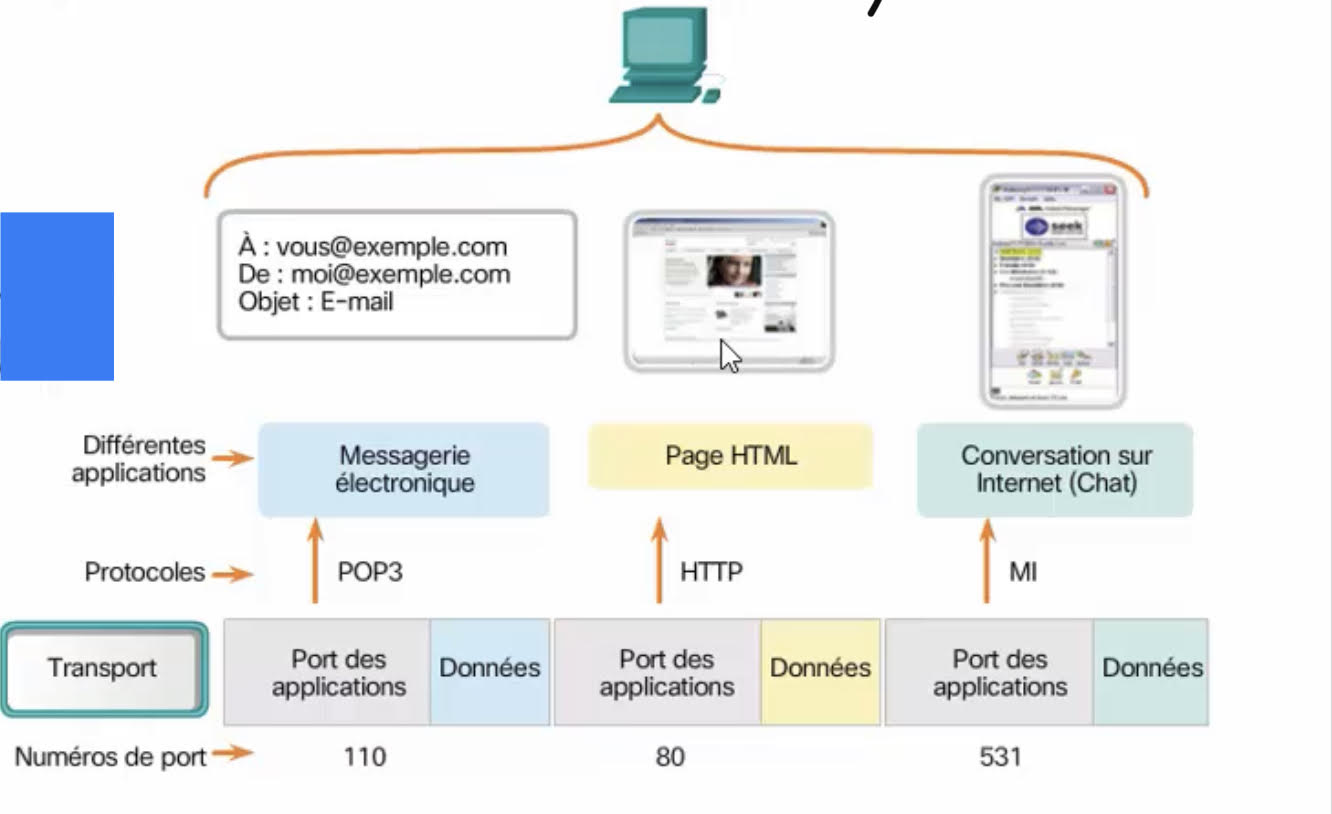 À : vous@exemple.com
De : moi@exemple.com
Objet : E-mail
seek
Différentes
applications
Messagerie
électronique
Page HTML
Conversation sur
Internet (Chat)
Protocoles
POP3
HTTP
MI
Transport
Port des
applications
Données
Port des
applications
Données
Port des
applications
Données
Numéros de port
110
80
531